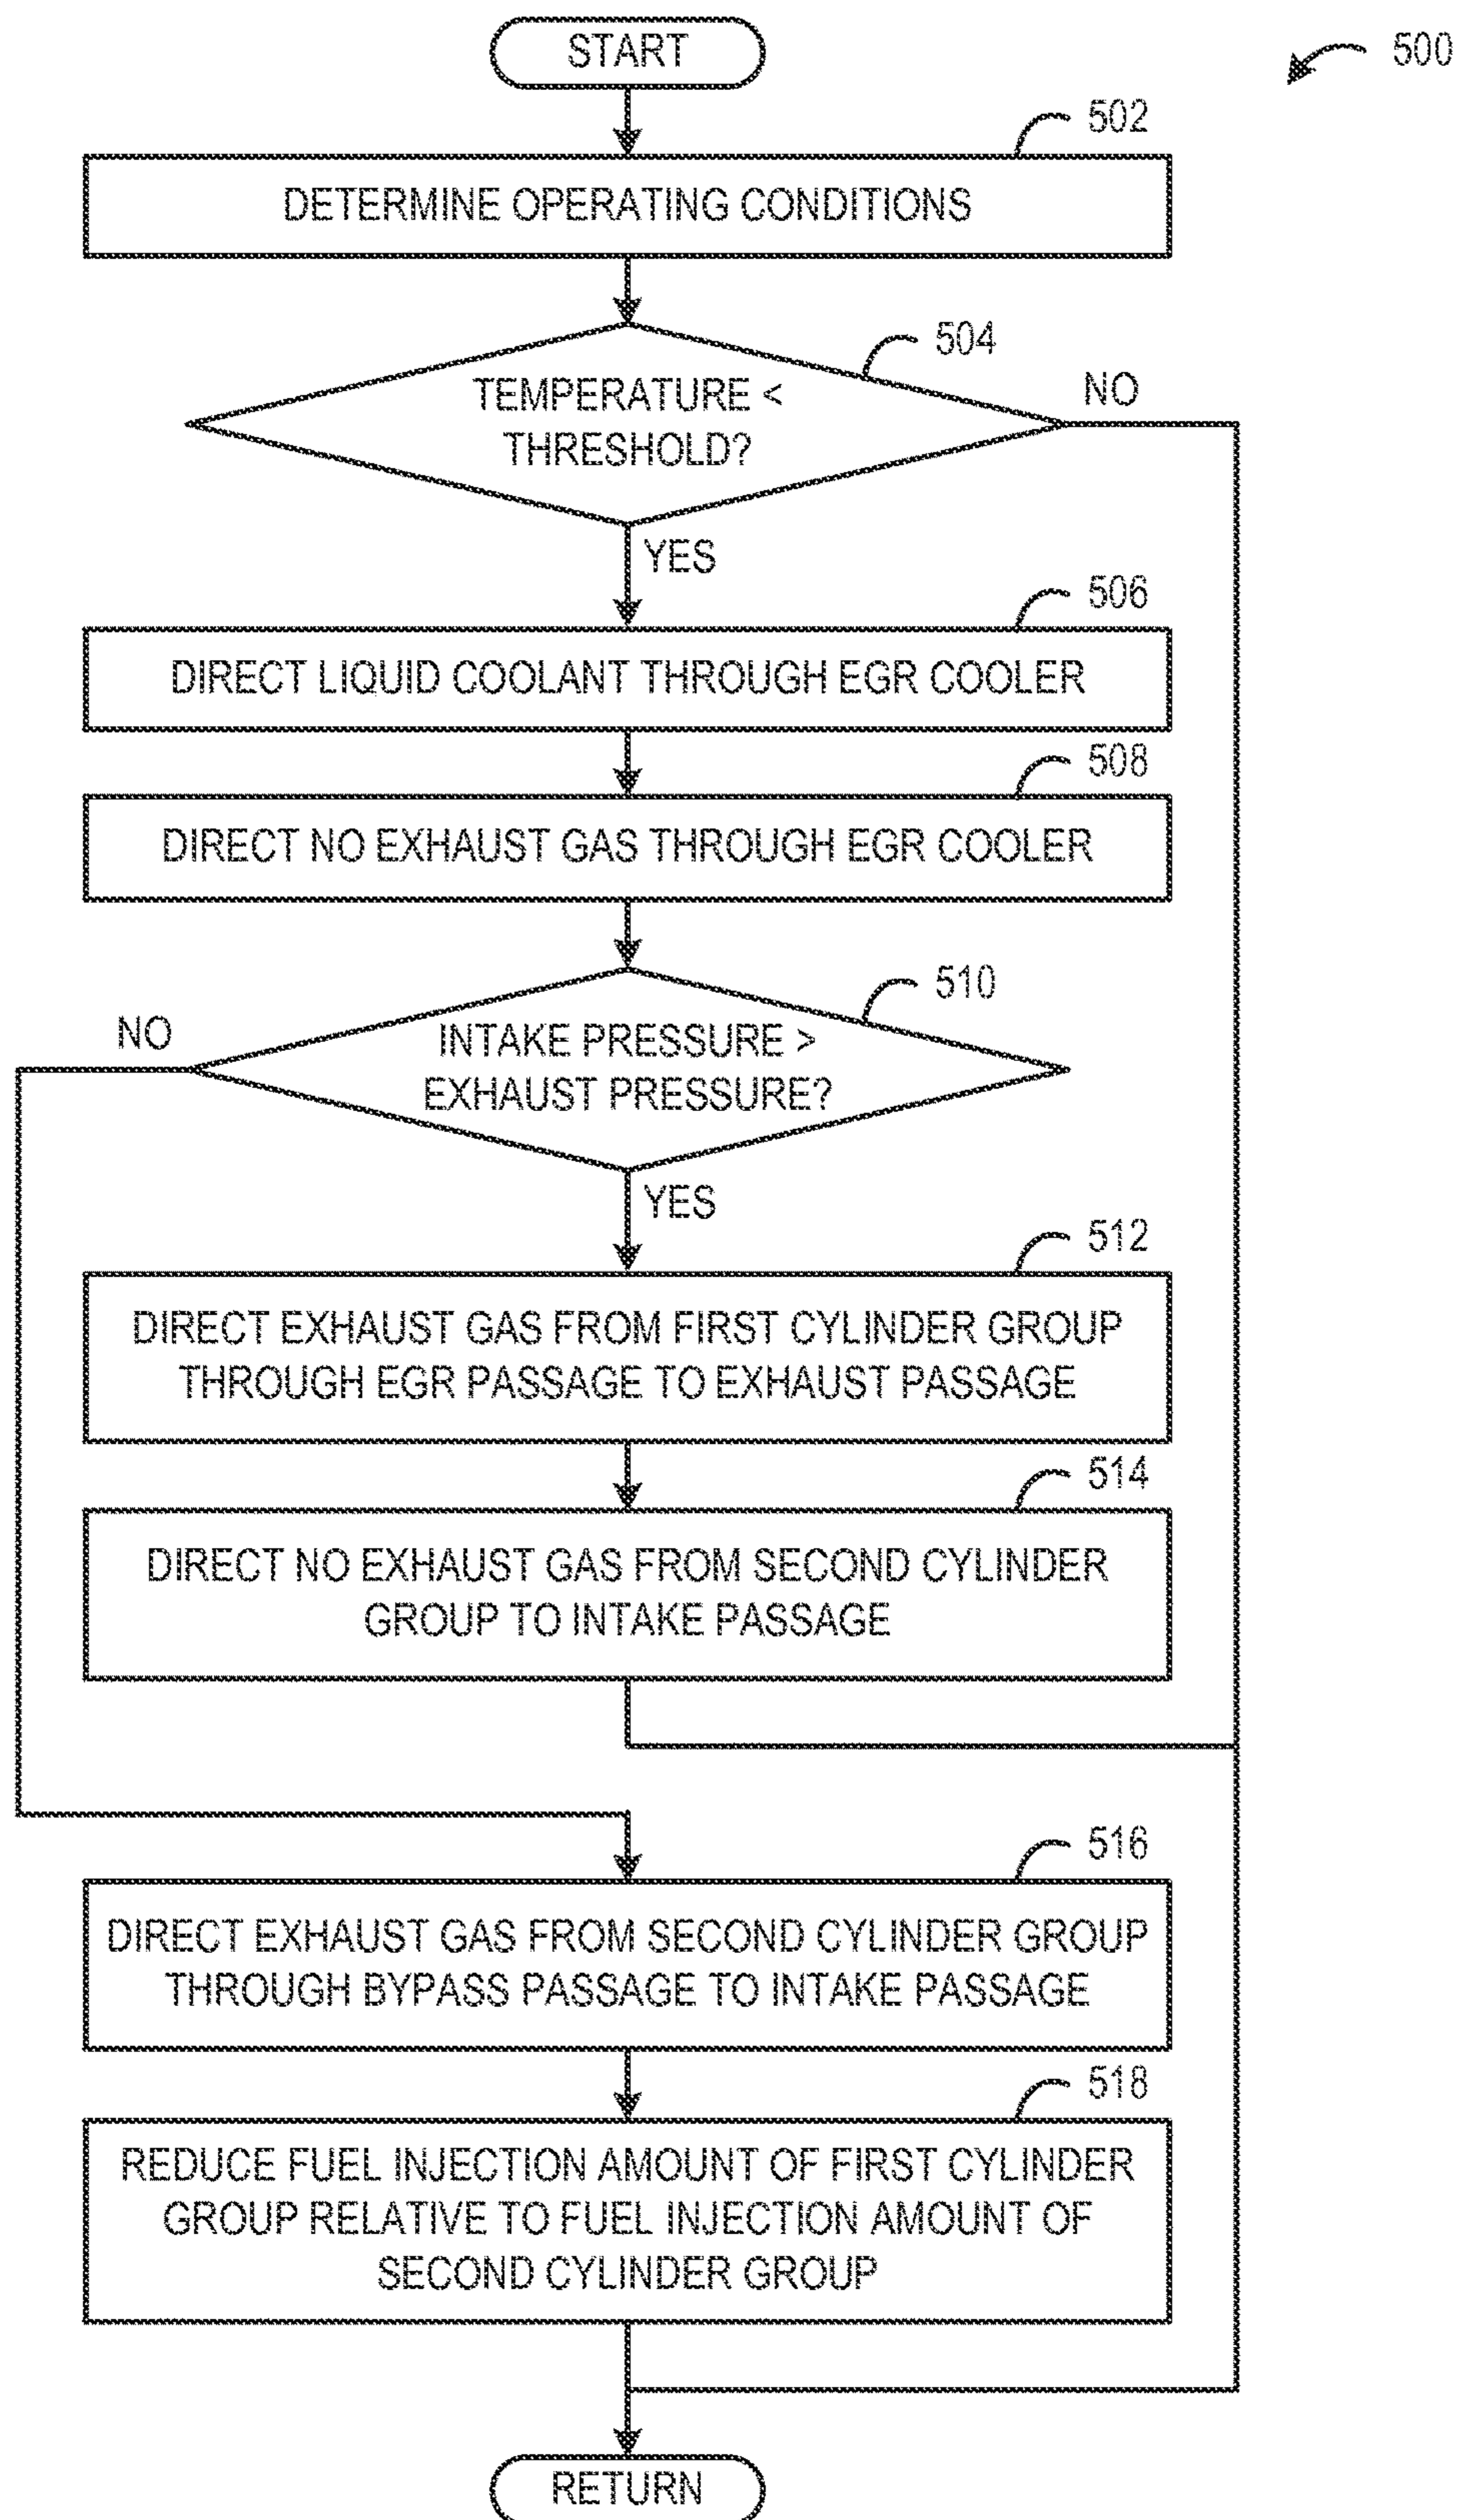 START
500
502
DETERMINE OPERATING CONDITIONS
504
TEMPERATURE <
THRESHOLD?
NO
YES
506
DIRECT LIQUID COOLANT THROUGH EGR COOLER
508
DIRECT NO EXHAUST GAS THROUGH EGR COOLER
510
NO
INTAKE PRESSURE >
EXHAUST PRESSURE?
YES
512
DIRECT EXHAUST GAS FROM FIRST CYLINDER GROUP
THROUGH EGR PASSAGE TO EXHAUST PASSAGE
514
DIRECT NO EXHAUST GAS FROM SECOND CYLINDER
GROUP TO INTAKE PASSAGE
516
DIRECT EXHAUST GAS FROM SECOND CYLINDER GROUP
THROUGH BYPASS PASSAGE TO INTAKE PASSAGE
518
REDUCE FUEL INJECTION AMOUNT OF FIRST CYLINDER
GROUP RELATIVE TO FUEL INJECTION AMOUNT OF
SECOND CYLINDER GROUP
RETURN